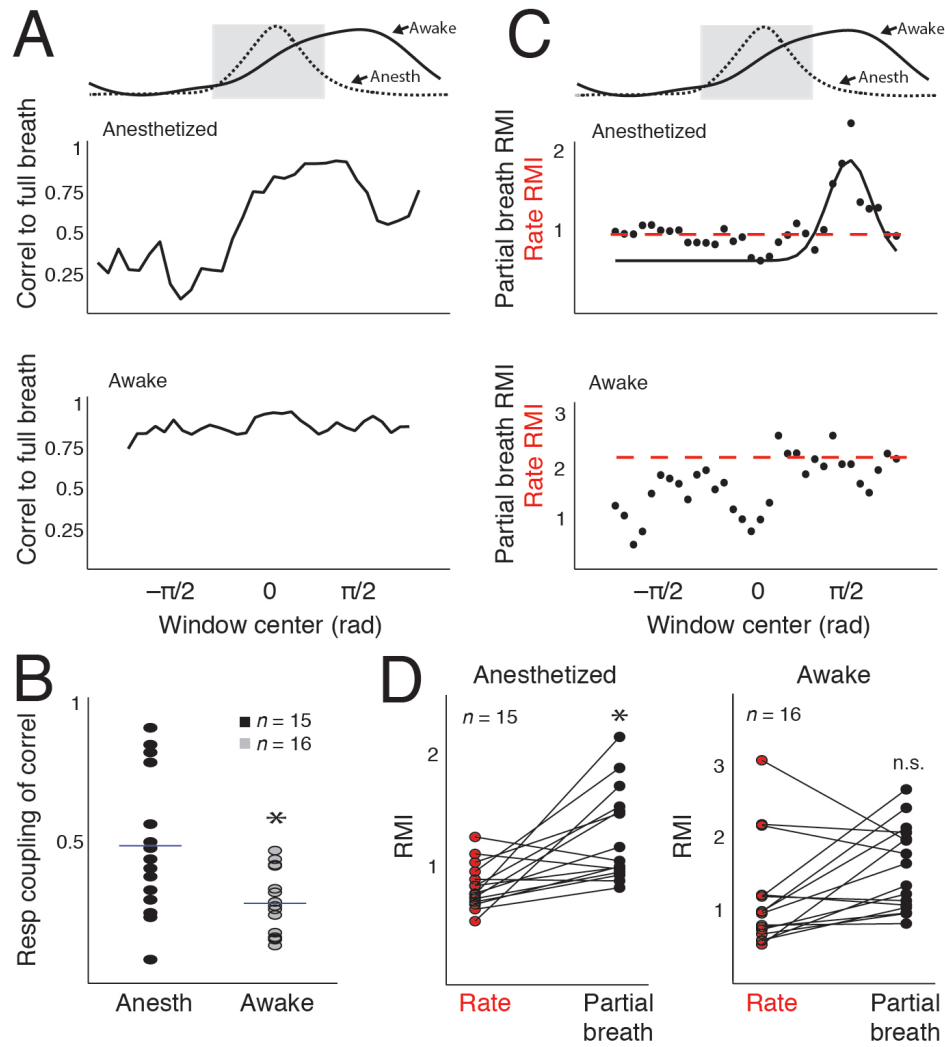 A
Awake
Anesth
Anesthetized
Correl to full breath
1
0.75
0.5
0.25
Awake
Correl to full breath
1
0.75
0.5
0.25
−π/2 0 π/2
Window center (rad)
C
Awake
Anesth
Anesthetized
Partial breath RMI
Rate RMI
2
1
Awake
Partial breath RMI
Rate RMI
3
2
1
−π/2 0 π/2
Window center (rad)
B
Resp coupling of correl
1
0.5
n = 15
n = 16
*
Anesth Awake
D
Anesthetized
n = 15
*
RMI
2
1
Rate Partial
breath
Awake
n = 16
n.s.
RMI
3
2
1
Rate Partial
breath